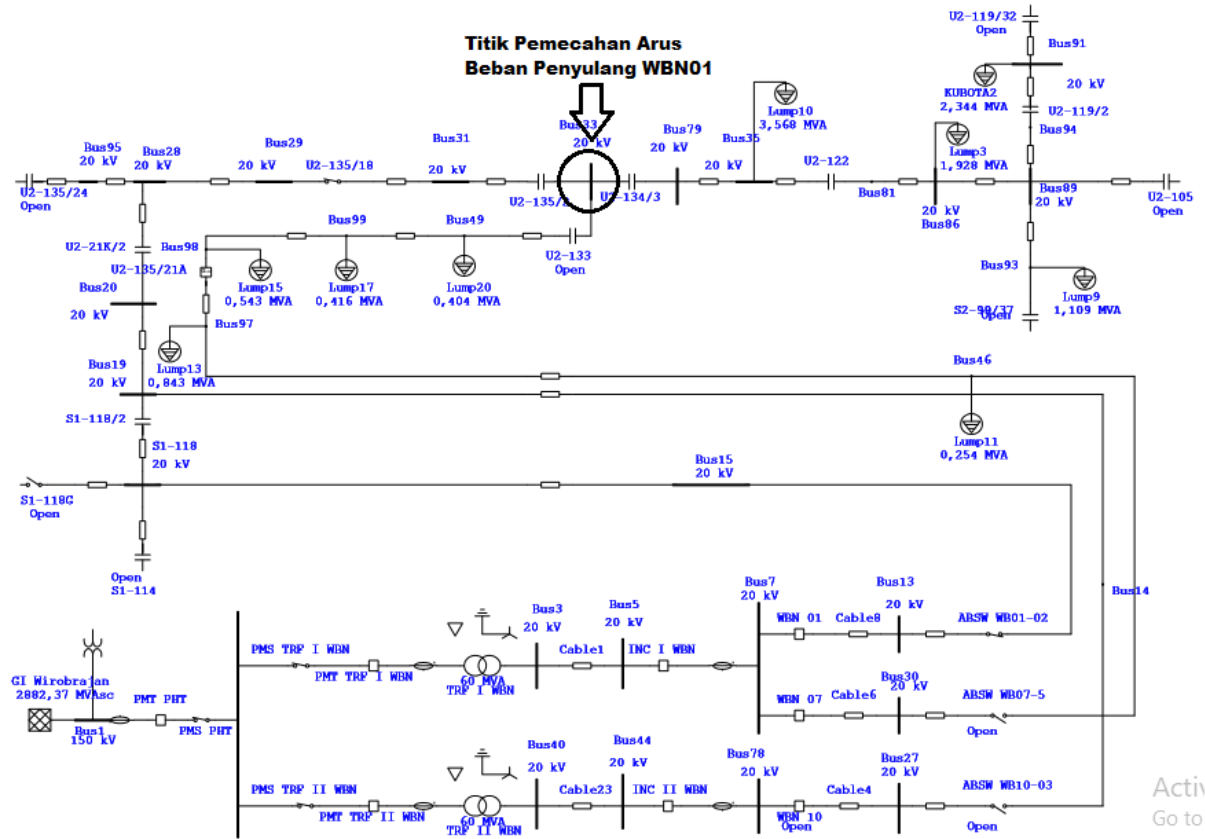 Titik Pemecahan Arus
Beban Penyulang WBN01
U2-119/32
Open
Bus91
20 kV
KUBOTA2
2,344 MVA
U2-119/2
Lump10
3,568 MVA
Bus33
20 kV
Bus79
20 kV
Bus35
20 kV
Bus94
20 kV
Lump3
1,928 MVA
Bus31
20 kV
Bus29
20 kV
U2-135/18
Bus95
20 kV
Bus28
20 kV
U2-122
U2-135/24
Open
U2-135/
U2-134/3
Bus81
20 kV
Bus86
Bus89
20 kV
U2-105
Open
Bus99
Bus49
U2-133
Open
U2-21K/2
Bus98
U2-135/21A
Lump15
0,543 MVA
Lump17
0,416 MVA
Lump20
0,404 MVA
Bus93
Lump9
1,109 MVA
S2-90/37
Open
Bus20
20 kV
Bus97
Bus19
20 kV
Lump13
0,843 MVA
Bus46
S1-118/2
S1-118
20 kV
Lump11
0,254 MVA
Bus15
20 kV
S1-118G
Open
Open
S1-114
Bus14
Bus7
20 kV
Bus13
20 kV
Bus3
20 kV
Bus5
20 kV
WBN 01
Cable8
ABSW WB01-02
PMS TRF I WBN
PMT TRF I WBN
60 MVA
TRF I WBN
Cable1
INC I WBN
GI Wirobrajan
2882,37 MVAsc
PMT PHT
Bus1
150 kV
PMS PHT
Bus30
20 kV
WBN 07
Cable6
ABSW WB07-5
Open
Bus40
20 kV
Bus44
20 kV
Bus78
20 kV
Bus27
20 kV
PMS TRF II WBN
PMT TRF II WBN
60 MVA
TRF II WBN
Cable23
INC II WBN
WBN 10
Open
Cable4
ABSW WB10-03
Open
Activ
Go to